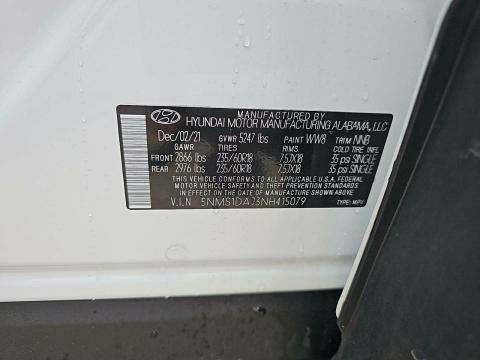 MANUFACTURED BY
HYUNDAI MOTOR MANUFACTURING ALABAMA, LLC
Dec/02/21 GVWR 5247 lbs PAINT WW8 TRIM NNB
GAWR TIRES RIMS COLD TIRE INFL.
FRONT 2866 lbs 235/60R18 7.5JX18 35 psi SINGLE
REAR 2976 lbs 235/60R18 7.5JX18 35 psi SINGLE
THIS VEHICLE CONFORMS TO ALL APPLICABLE FEDERAL
MOTOR VEHICLE SAFETY AND THEFT PREVENTION STANDARDS
IN EFFECT ON THE DATE OF MANUFACTURE SHOWN ABOVE
V.I.N TYPE: MPV